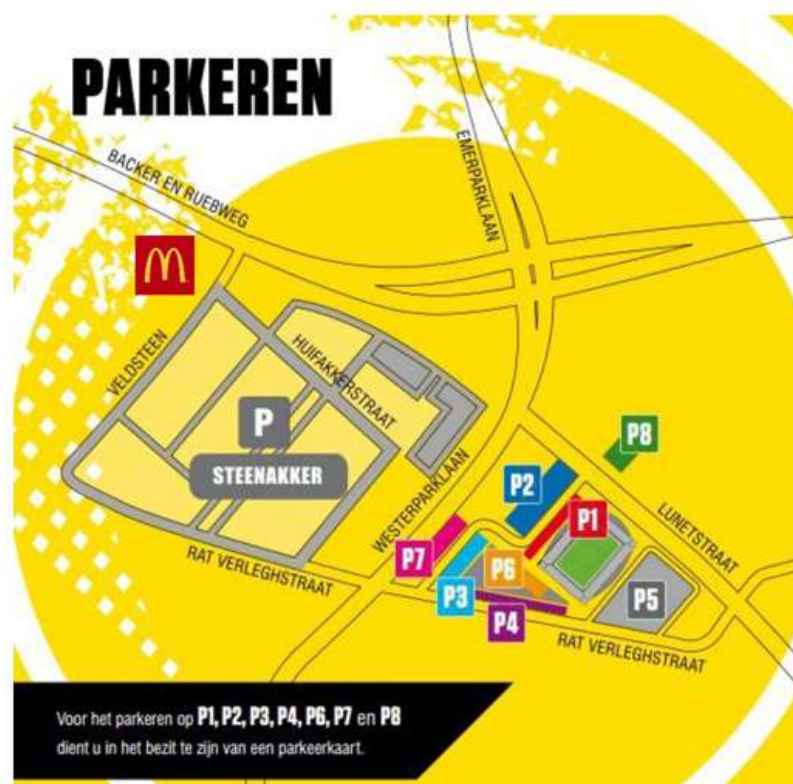 PARKEREN
BACKER EN RUEBWEG
EMERPARKLAAN
M
VELDSTEEN
HUIFAKKERSTRAAT
P
STEENAKKER
WESTERPARKLAAN
RAT VERLEGHSTRAAT
P8
P2
P1
LUNETSTRAAT
P7
P6
P3
P5
P4
RAT VERLEGHSTRAAT
Voor het parkeren op P1, P2, P3, P4, P6, P7 en P8
dient u in het bezit te zijn van een parkeerkaart.